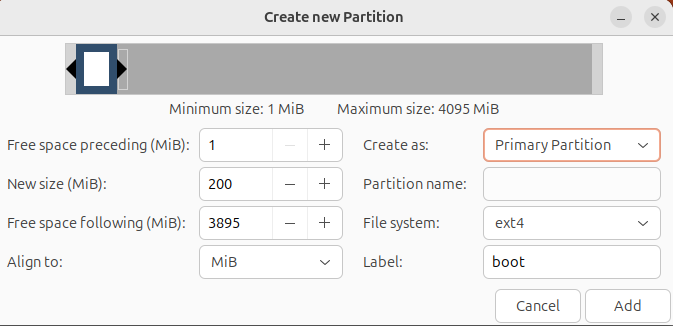 Create new Partition
Minimum size: 1 MiB Maximum size: 4095 MiB
Free space preceding (MiB): 1 Create as: Primary Partition
New size (MiB): 200 Partition name:
Free space following (MiB): 3895 File system: ext4
Align to: MiB Label: boot
Cancel Add